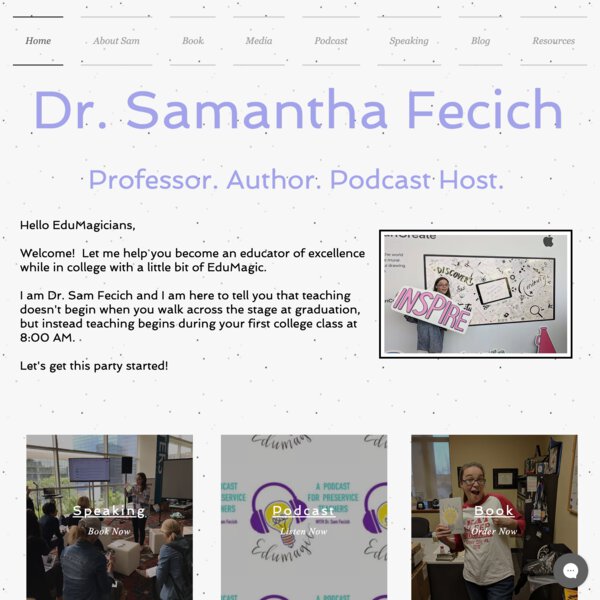 Home About Sam Book Media Podcast Speaking Blog Resources
Dr. Samantha Fecich
Professor. Author. Podcast Host.
Hello EduMagicians,
Welcome! Let me help you become an educator of excellence
while in college with a little bit of EduMagic.
I am Dr. Sam Fecich and I am here to tell you that teaching
doesn't begin when you walk across the stage at graduation,
but instead teaching begins during your first college class at
8:00 AM.
Let's get this party started!
DISCOVER
INSPIRE
Speaking
Book Now
A PODCAST
FOR PRESERVICE
Podcast
Listen Now
Edumagi
Book
Order Now